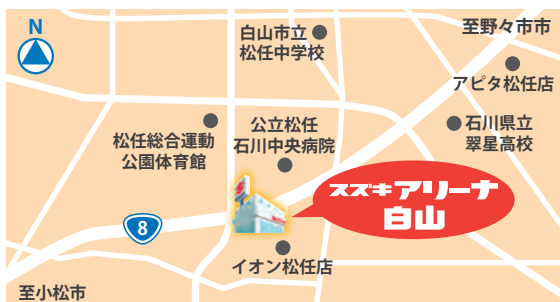 N
白山市立
松任中学校
至野々市市
アピタ松任店
松任総合運動
公園体育館
公立松任
石川中央病院
石川県立
翠星高校
スズキアリーナ
白山
8
イオン松任店
至小松市